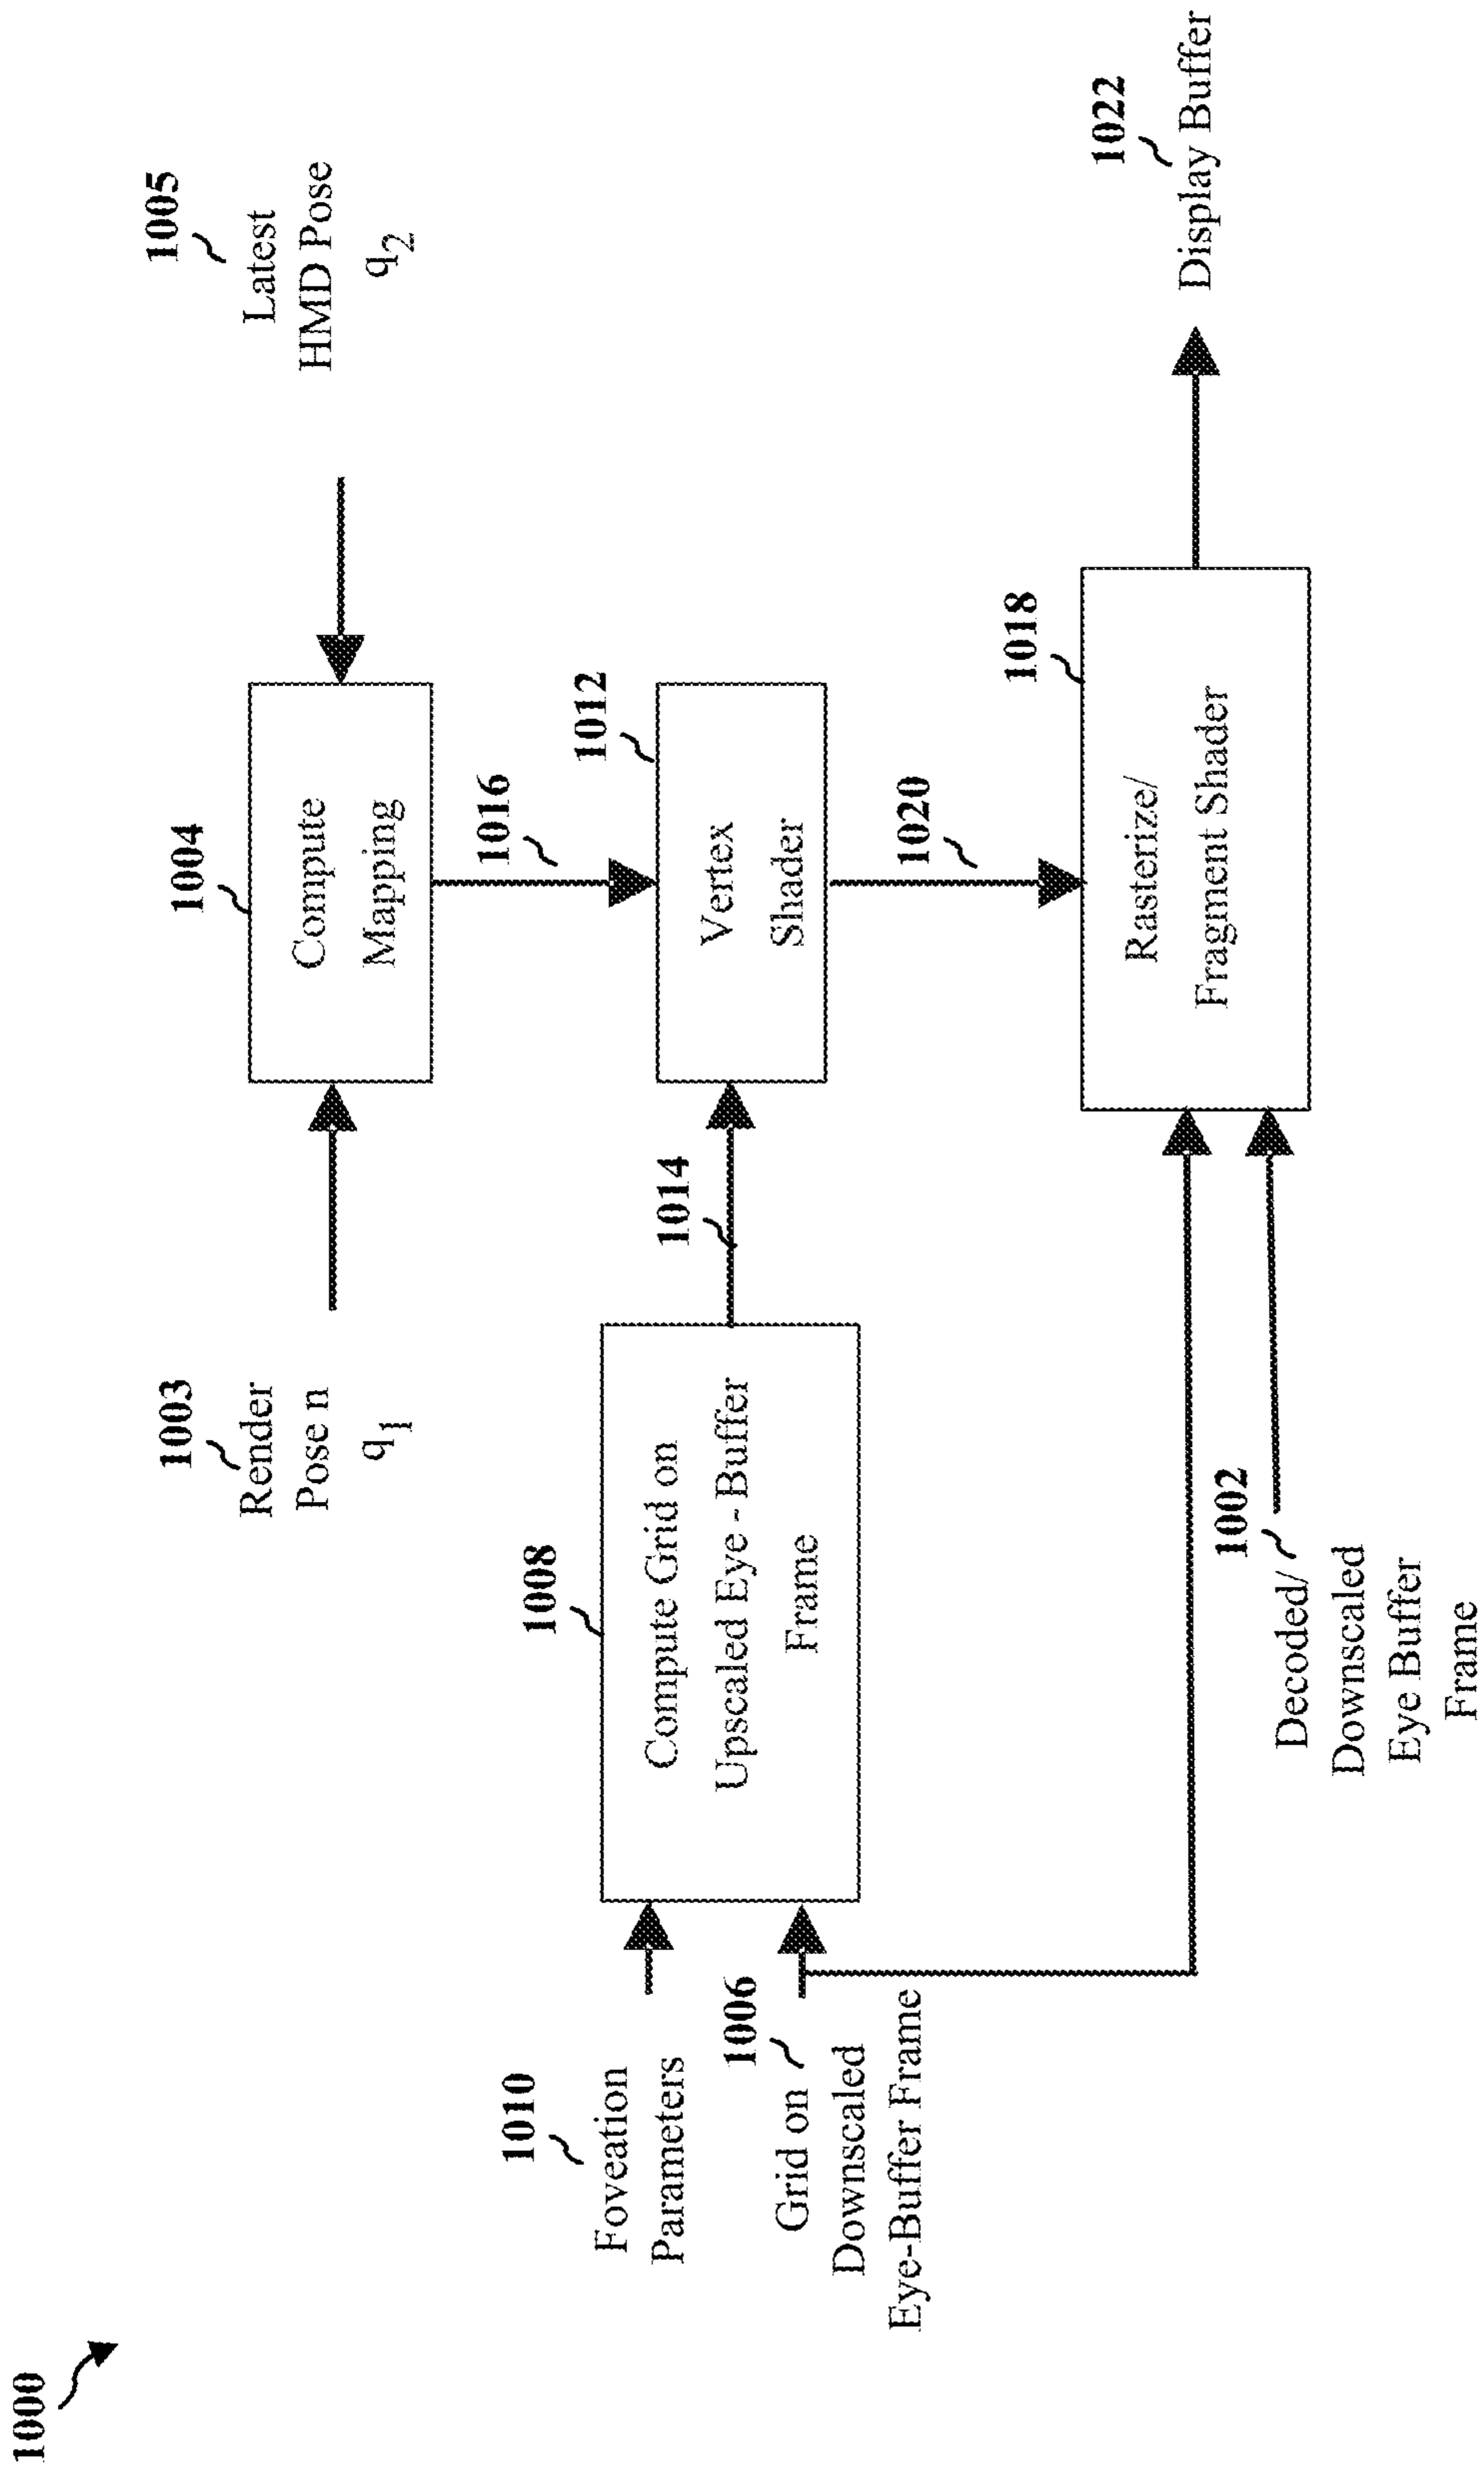 1000
1003
Render
Pose n
q1
1004
Compute
Mapping
1005
Latest
HMD Pose
q2
1016
1010
Foveation
Parameters
1006
Grid on
Downscaled
Eye-Buffer Frame
1008
Compute Grid on
Upscaled Eye - Buffer
Frame
1014
1012
Vertex
Shader
1020
1002
Decoded/
Downscaled
Eye Buffer
Frame
1018
Rasterize/
Fragment Shader
1022
Display Buffer